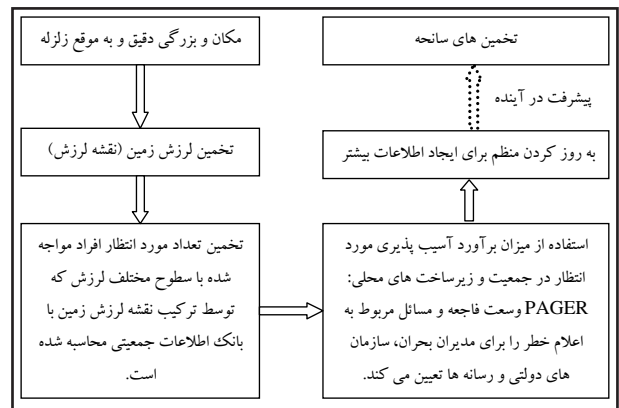 مکان و بزرگی دقیق و به موقع زلزله
تخمین لرزش زمین (نقشه لرزش)
تخمین تعداد مورد انتظار افراد مواجه
شده با سطوح مختلف لرزش که
توسط ترکیب نقشه لرزش زمین با
بانک اطلاعات جمعیتی محاسبه شده
است.
استفاده از میزان برآورد آسیب پذیری مورد
انتظار در جمعیت و زیرساخت های محلی:
PAGER وسعت فاجعه و مسائل مربوط به
اعلام خطر را برای مدیران بحران، سازمان
های دولتی و رسانه ها تعیین می کند.
به روز کردن منظم برای ایجاد اطلاعات بیشتر
پیشرفت در آینده
تخمین های سانحه